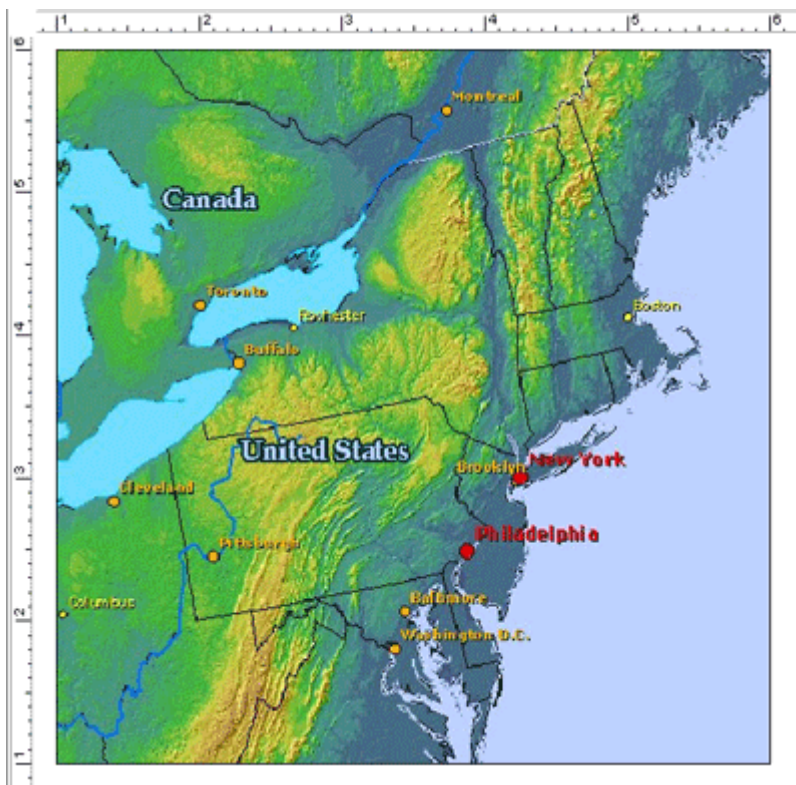 1 2 3 4 5 6
6
Montreal
5
Canada
Toronto
Rochester
Boston
4
Buffalo
United States
Brooklyn
New York
3
Cleveland
Philadelphia
Pittsburgh
Columbus
2
Baltimore
Washington D.C.
1